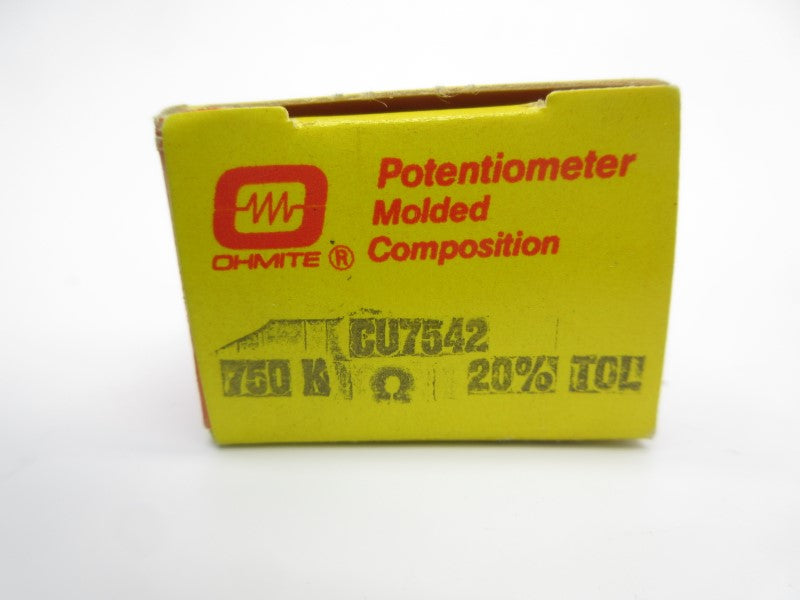 Potentiometer
Molded
Composition
OHMITE ®
CU7542
750 K Ω 20% TOL